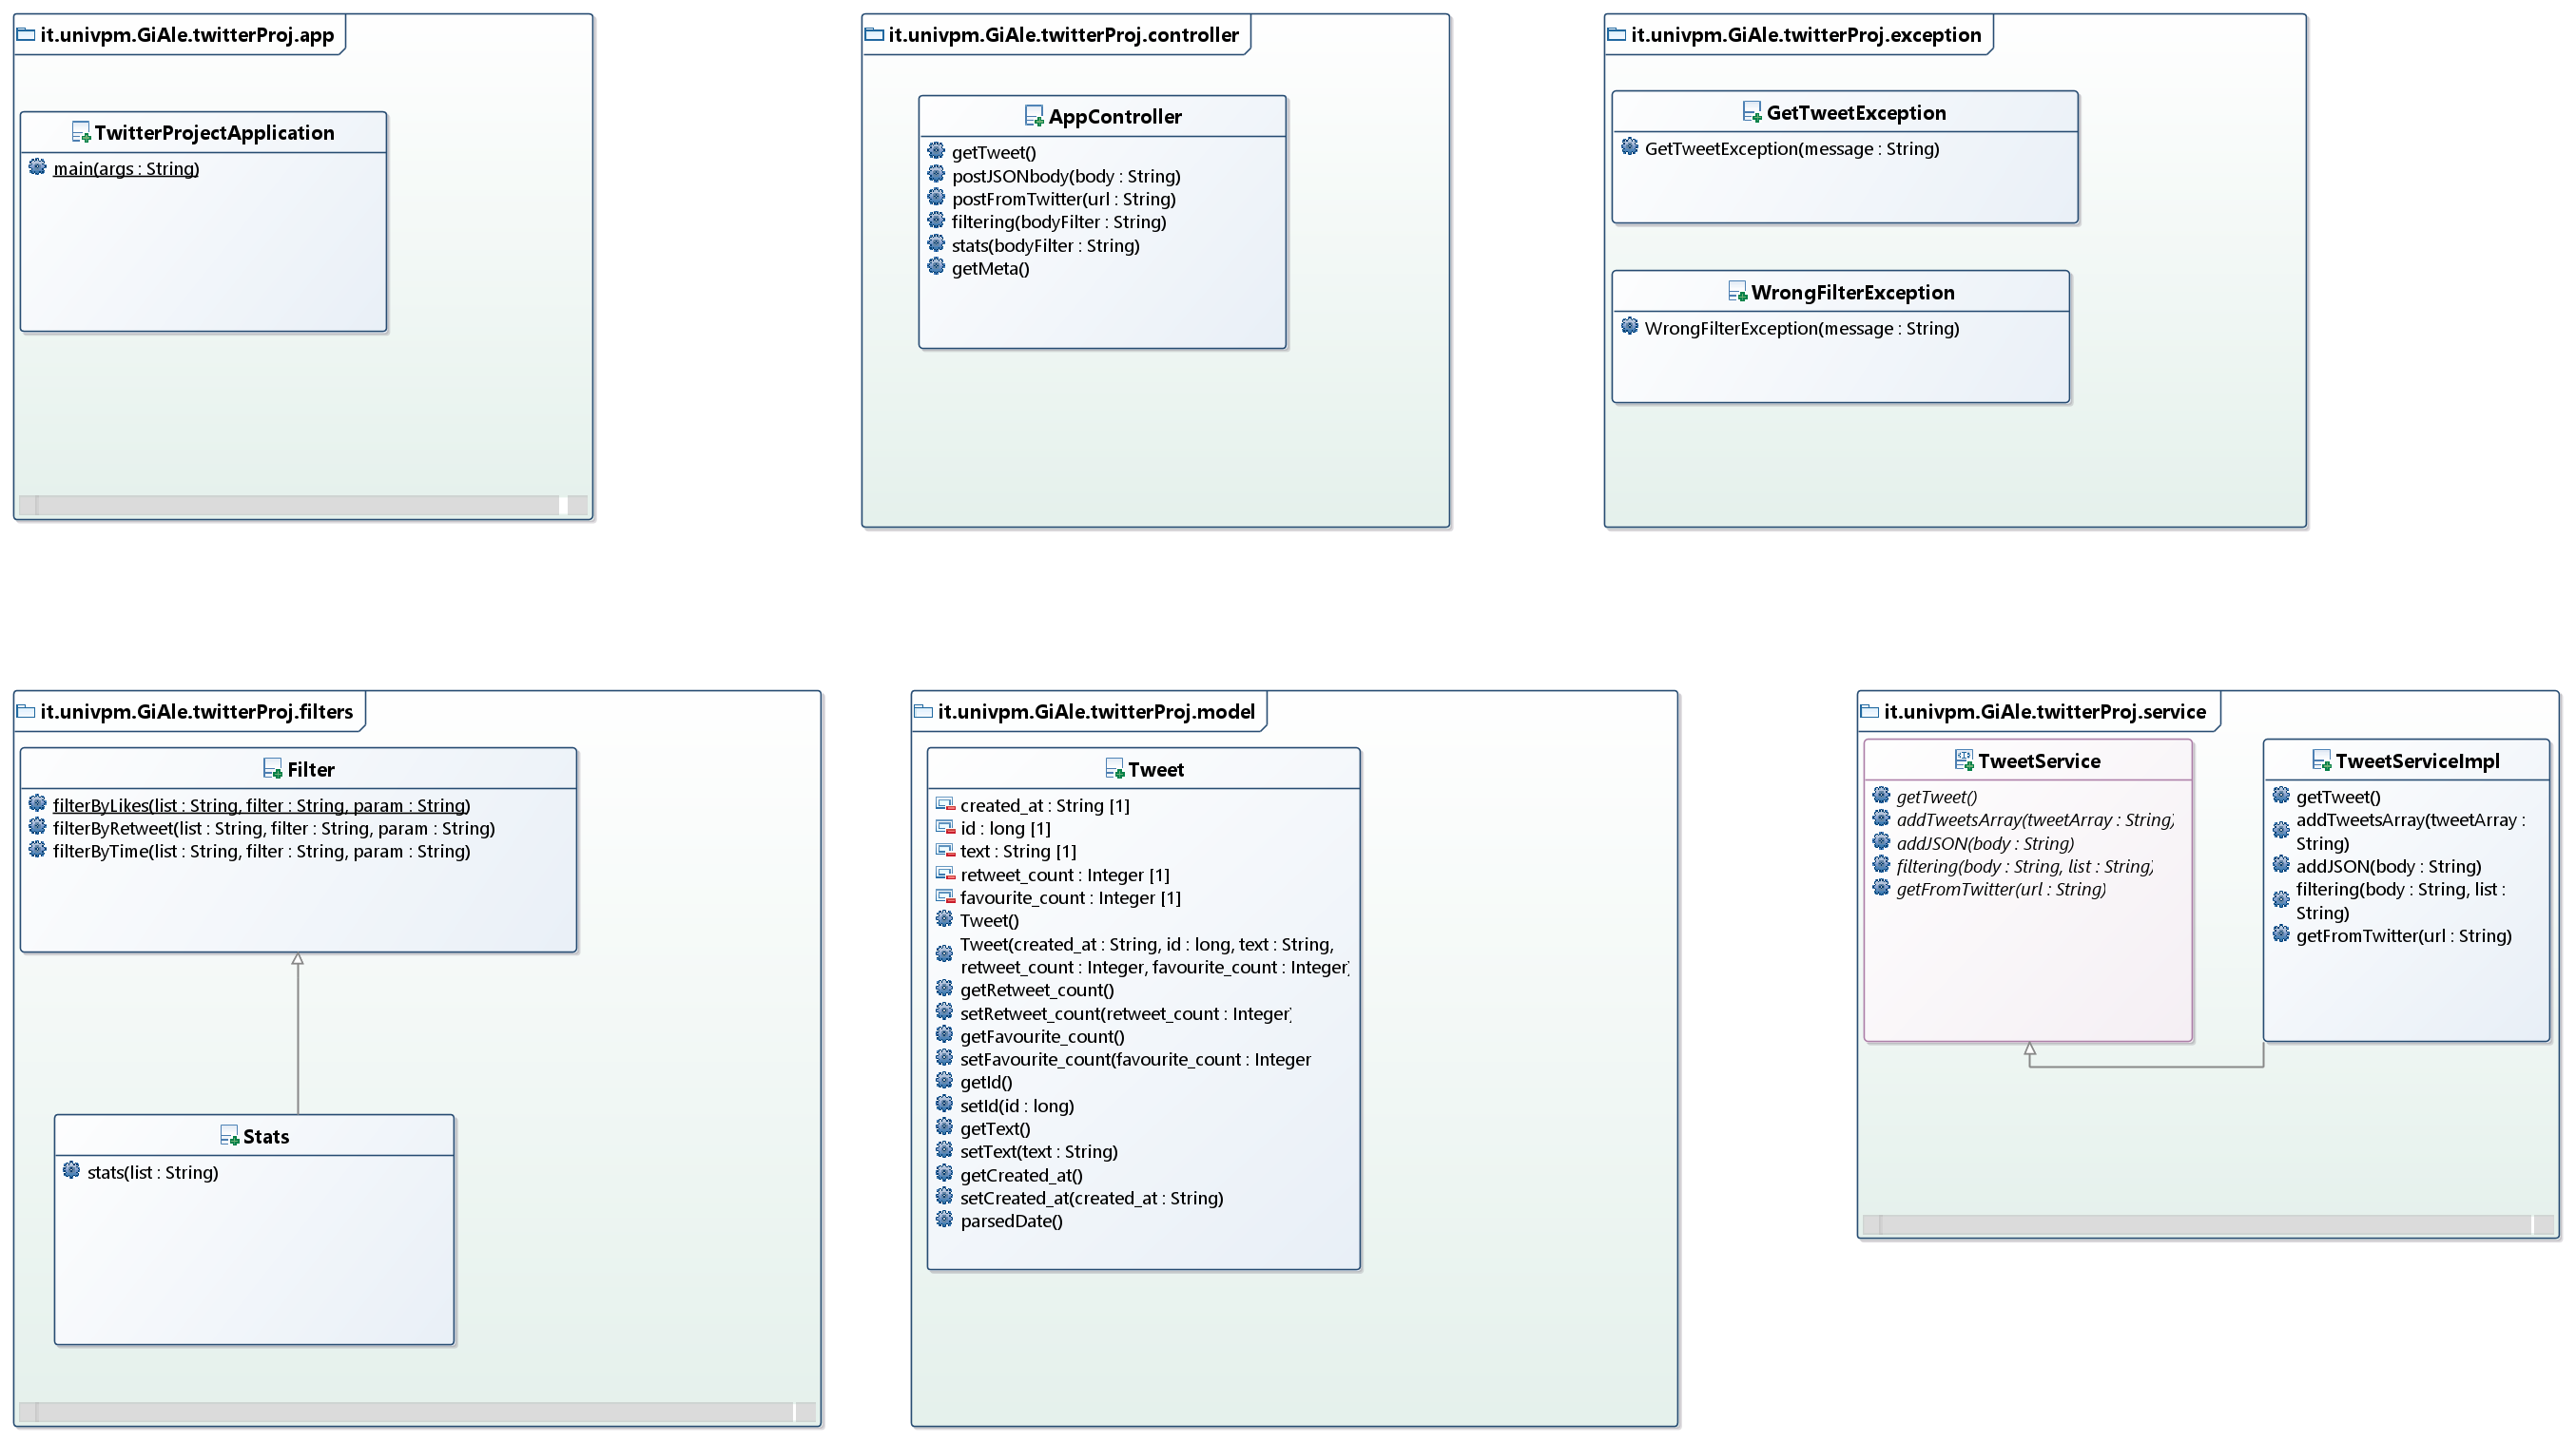 it.univpm.GiAle.twitterProj.app
TwitterProjectApplication
main(args : String)
it.univpm.GiAle.twitterProj.controller
AppController
getTweet()
postJSONbody(body : String)
postFromTwitter(url : String)
filtering(bodyFilter : String)
stats(bodyFilter : String)
getMeta()
it.univpm.GiAle.twitterProj.exception
GetTweetException
GetTweetException(message : String)
WrongFilterException
WrongFilterException(message : String)
it.univpm.GiAle.twitterProj.filters
Filter
filterByLikes(list : String, filter : String, param : String)
filterByRetweet(list : String, filter : String, param : String)
filterByTime(list : String, filter : String, param : String)
Stats
stats(list : String)
it.univpm.GiAle.twitterProj.model
Tweet
created_at : String [1]
id : long [1]
text : String [1]
retweet_count : Integer [1]
favourite_count : Integer [1]
Tweet()
Tweet(created_at : String, id : long, text : String,
retweet_count : Integer, favourite_count : Integer)
getRetweet_count()
setRetweet_count(retweet_count : Integer)
getFavourite_count()
setFavourite_count(favourite_count : Integer
getId()
setId(id : long)
getText()
setText(text : String)
getCreated_at()
setCreated_at(created_at : String)
parsedDate()
it.univpm.GiAle.twitterProj.service
TweetService
getTweet()
addTweetsArray(tweetArray : String)
addJSON(body : String)
filtering(body : String, list : String)
getFromTwitter(url : String)
TweetServiceImpl
getTweet()
addTweetsArray(tweetArray :
String)
addJSON(body : String)
filtering(body : String, list :
String)
getFromTwitter(url : String)